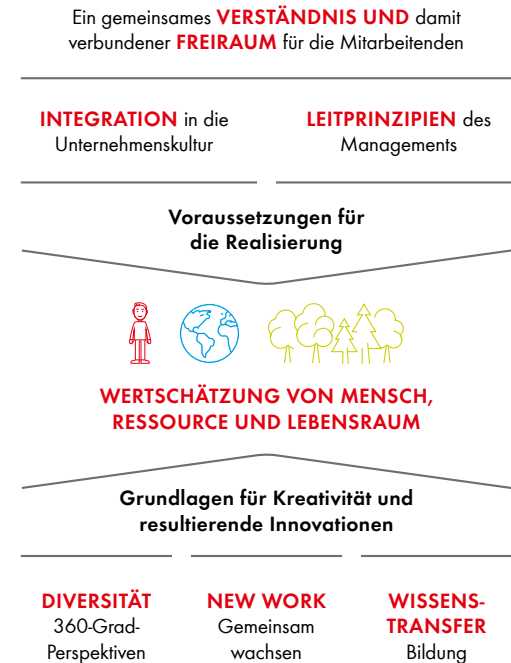 Ein gemeinsames VERSTÄNDNIS UND damit
verbundener FREIRAUM für die Mitarbeitenden
INTEGRATION in die
Unternehmenskultur
LEITPRINZIPIEN des
Managements
Voraussetzungen für
die Realisierung
WERTSCHÄTZUNG VON MENSCH,
RESSOURCE UND LEBENSRAUM
Grundlagen für Kreativität und
resultierende Innovationen
DIVERSITÄT
360-Grad-
Perspektiven
NEW WORK
Gemeinsam
wachsen
WISSENS-
TRANSFER
Bildung